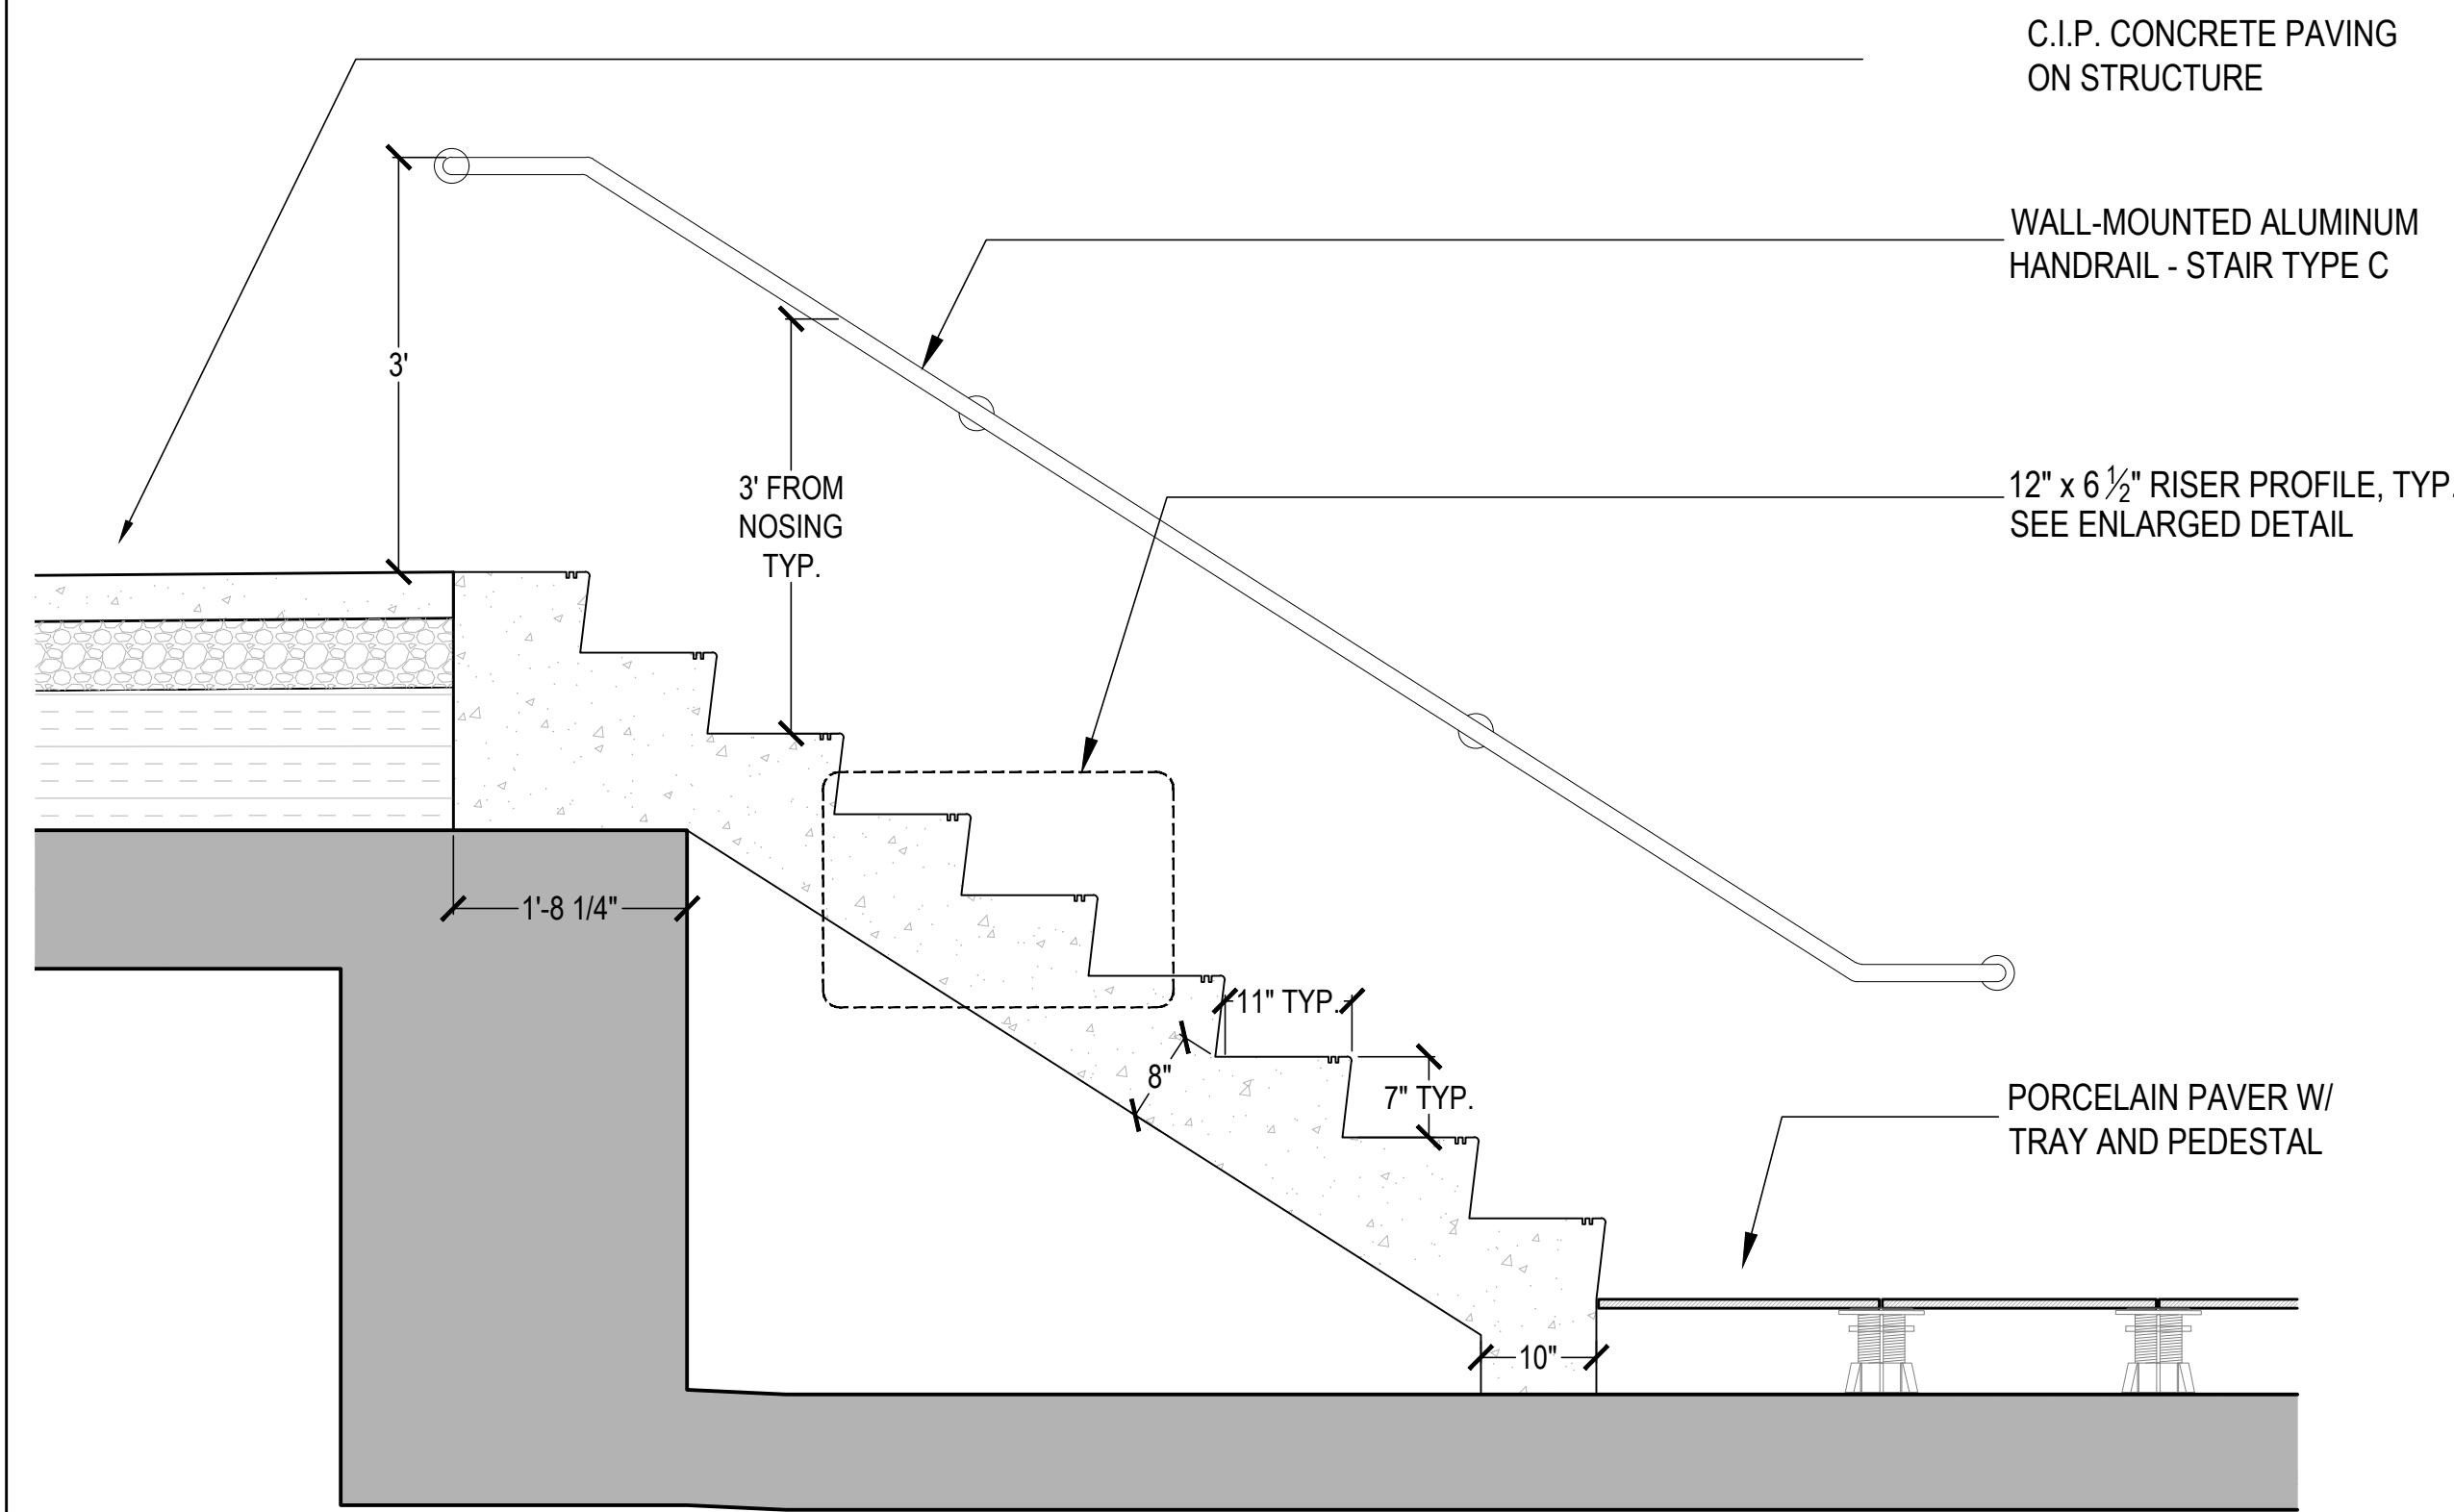 C.I.P. CONCRETE PAVING
ON STRUCTURE
WALL-MOUNTED ALUMINUM
HANDRAIL - STAIR TYPE C
3'
3' FROM
NOSING
TYP.
12" x 6 ½" RISER PROFILE, TYP.
SEE ENLARGED DETAIL
1'-8 1/4"
11" TYP.
8"
7" TYP.
PORCELAIN PAVER W/
TRAY AND PEDESTAL
10"